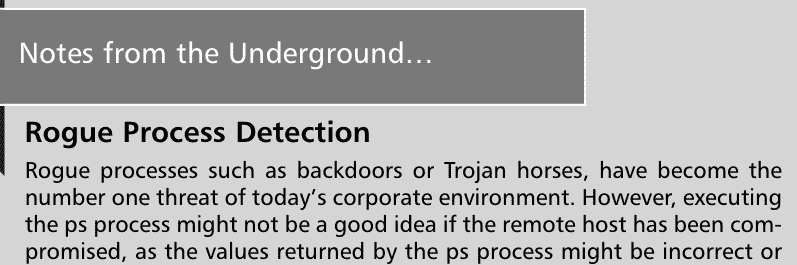 Notes from the Underground…
Rogue Process Detection
Rogue processes such as backdoors or Trojan horses, have become the
number one threat of today’s corporate environment. However, executing
the ps process might not be a good idea if the remote host has been com-
promised, as the values returned by the ps process might be incorrect or